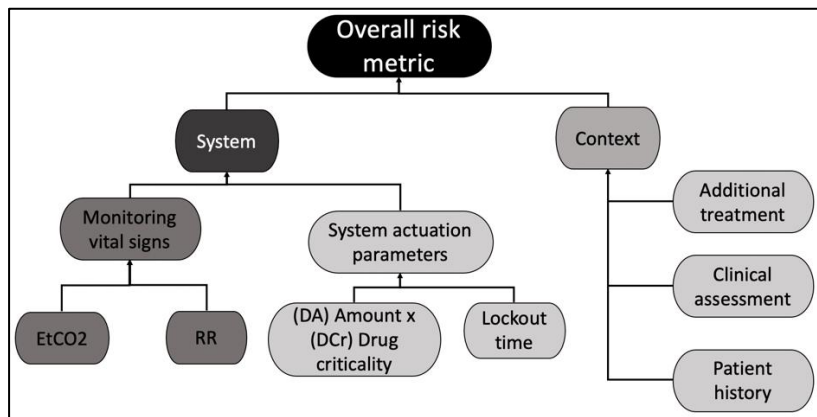 Overall risk
metric
System
Context
Monitoring
vital signs
System actuation
parameters
Additional
treatment
EtCO2
RR
(DA) Amount x
(DCr) Drug
criticality
Lockout
time
Clinical
assessment
Patient
history